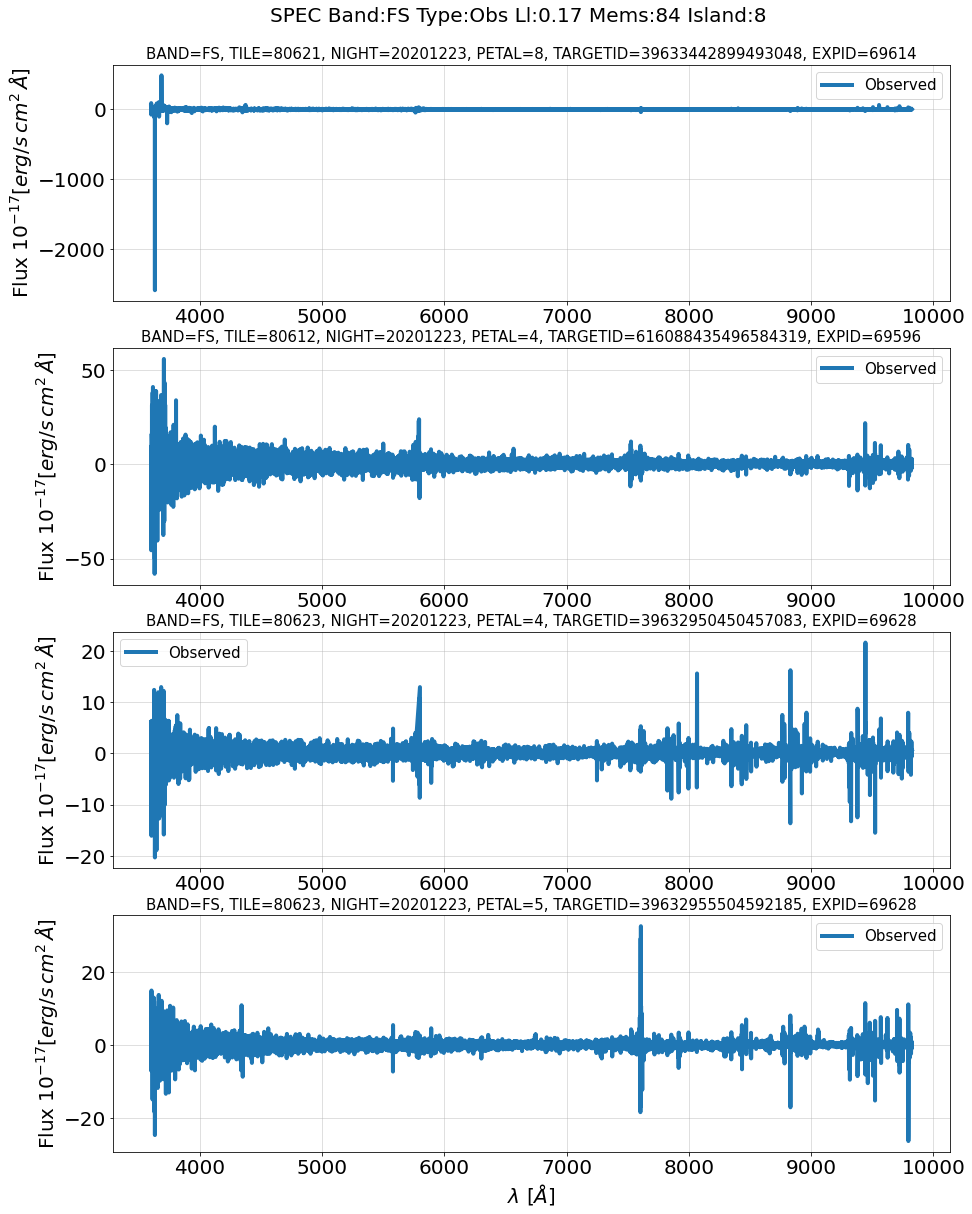 SPEC Band:FS Type:Obs Ll:0.17 Mems:84 Island:8
BAND=FS, TILE=80621, NIGHT=20201223, PETAL=8, TARGETID=39633442899493048, EXPID=69614
Flux 10^{-17}[erg/s cm^2 Å]
0
−1000
−2000
Observed
4000 5000 6000 7000 8000 9000 10000
BAND=FS, TILE=80612, NIGHT=20201223, PETAL=4, TARGETID=616088435496584319, EXPID=69596
Flux 10^{-17}[erg/s cm^2 Å]
50
0
−50
Observed
4000 5000 6000 7000 8000 9000 10000
BAND=FS, TILE=80623, NIGHT=20201223, PETAL=4, TARGETID=39632950450457083, EXPID=69628
Flux 10^{-17}[erg/s cm^2 Å]
20
10
0
−10
−20
Observed
4000 5000 6000 7000 8000 9000 10000
BAND=FS, TILE=80623, NIGHT=20201223, PETAL=5, TARGETID=39632955504592185, EXPID=69628
Flux 10^{-17}[erg/s cm^2 Å]
20
0
−20
Observed
4000 5000 6000 7000 8000 9000 10000
λ [Å]